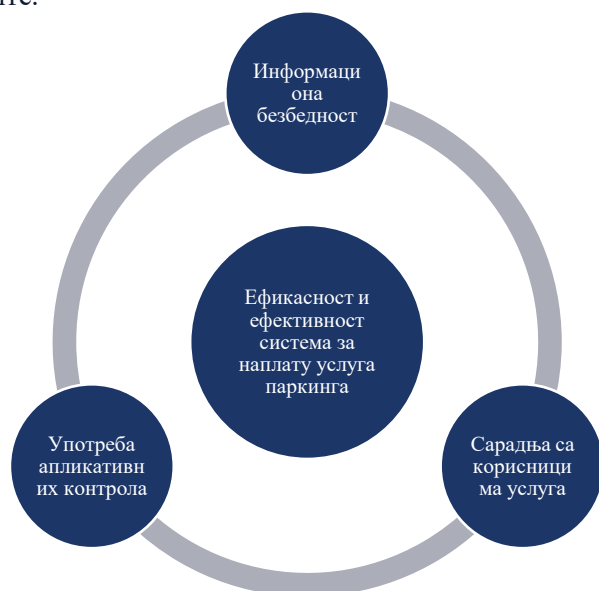 Информаци
она
безбедност
Ефикасност и
ефективност
система за
наплату услуга
паркинга
Употреба
апликативн
их контрола
Сарадња са
корисници
ма услуга